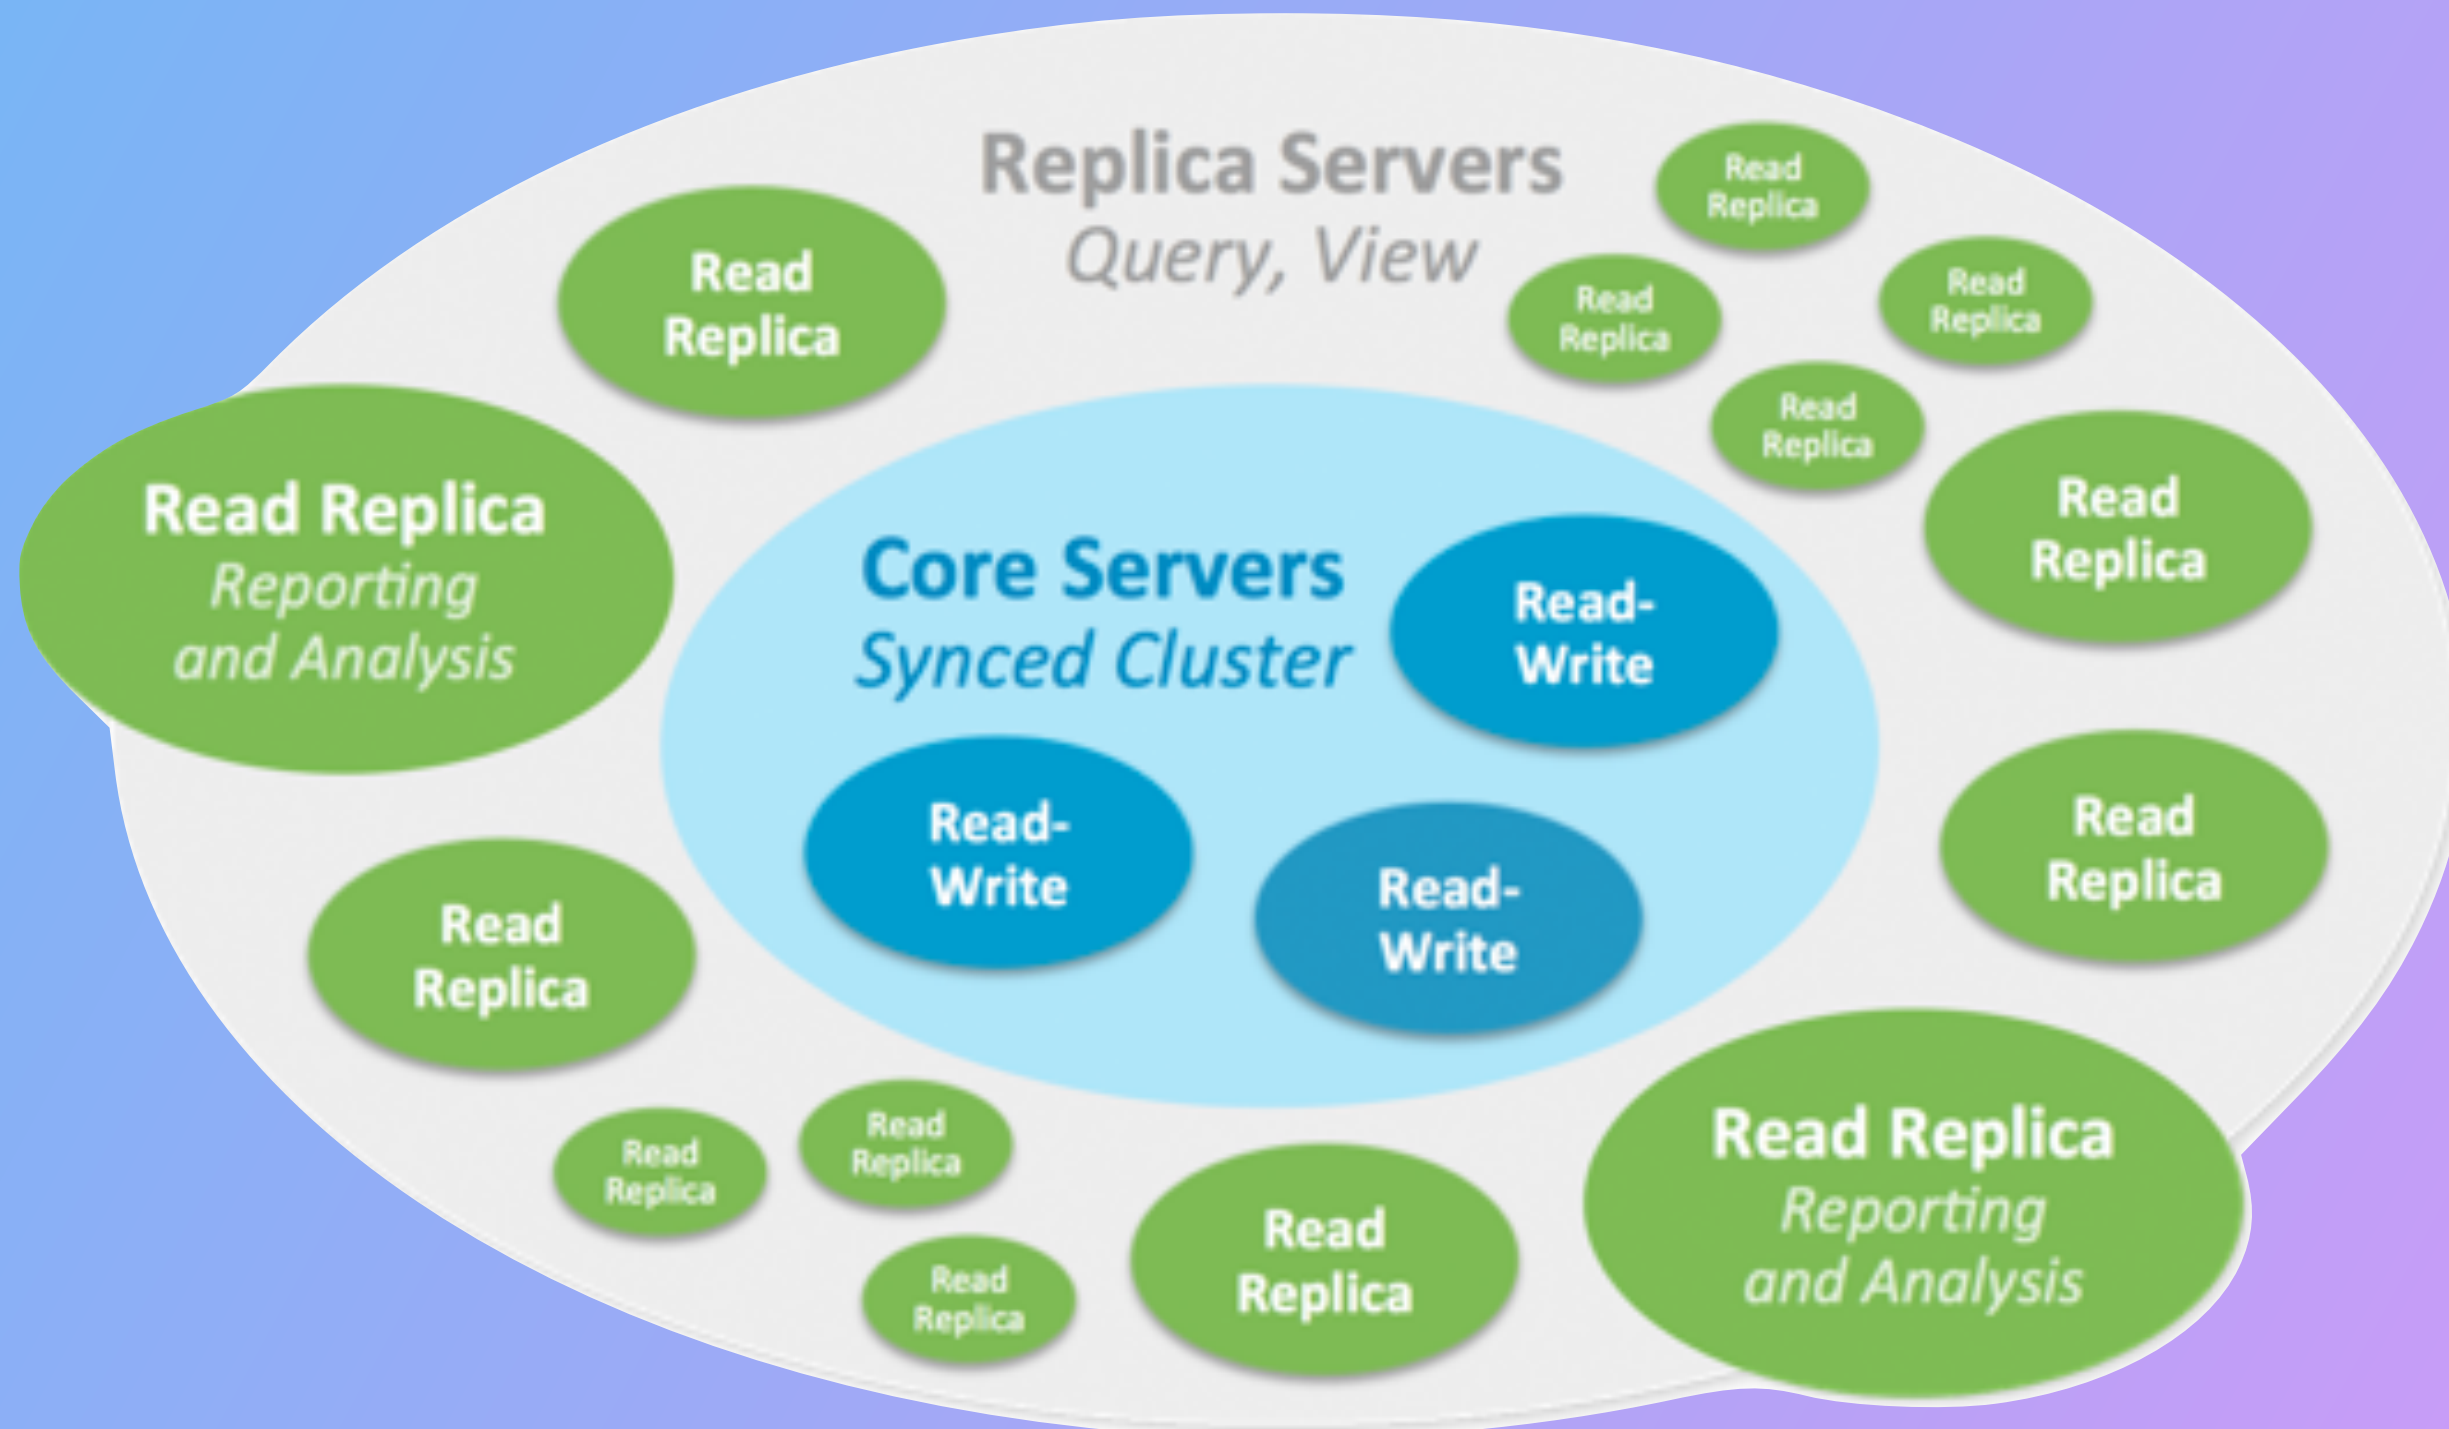 Replica Servers
Query, View
Read
Replica
Read
Replica
Read
Replica
Read
Replica
Read
Replica
Read Replica
Reporting
and Analysis
Read
Replica
Core Servers
Synced Cluster
Read-
Write
Read-
Write
Read-
Write
Read
Replica
Read
Replica
Read
Replica
Read
Replica
Read
Replica
Read
Replica
Read Replica
Reporting
and Analysis